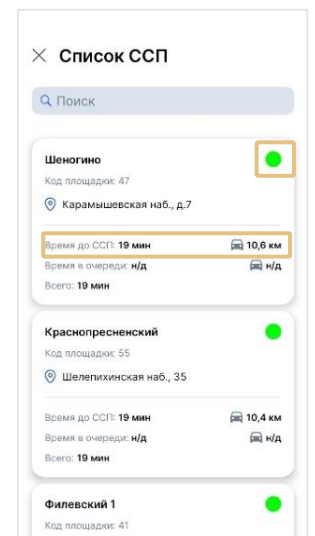 Список ССП
Поиск
Шеногино
Код площадки: 47
Карамышевская наб., д.7
Время до ССП: 19 мин 10,6 км
Время в очереди: н/д н/д
Всего: 19 мин
Краснопресненский
Код площадки: 55
Шелепихинская наб., 35
Время до ССП: 19 мин 10,4 км
Время в очереди: н/д н/д
Всего: 19 мин
Филевский 1
Код площадки: 41